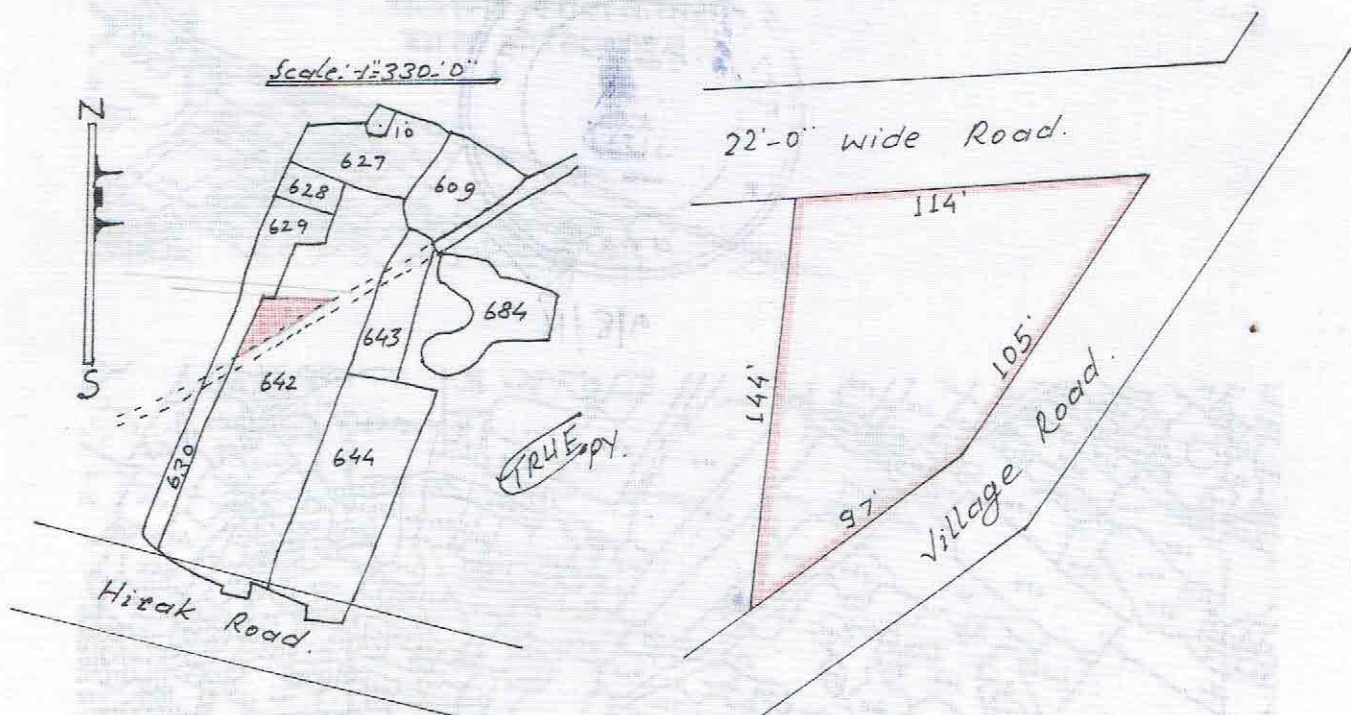 Scale:-1"=330'-0"
N
S
10
627
609
628
629
684
643
642
644
630
TRUE
opy.
Hirak Road.
22'-0" wide Road.
114'
144'
105'
97'
Village Road.